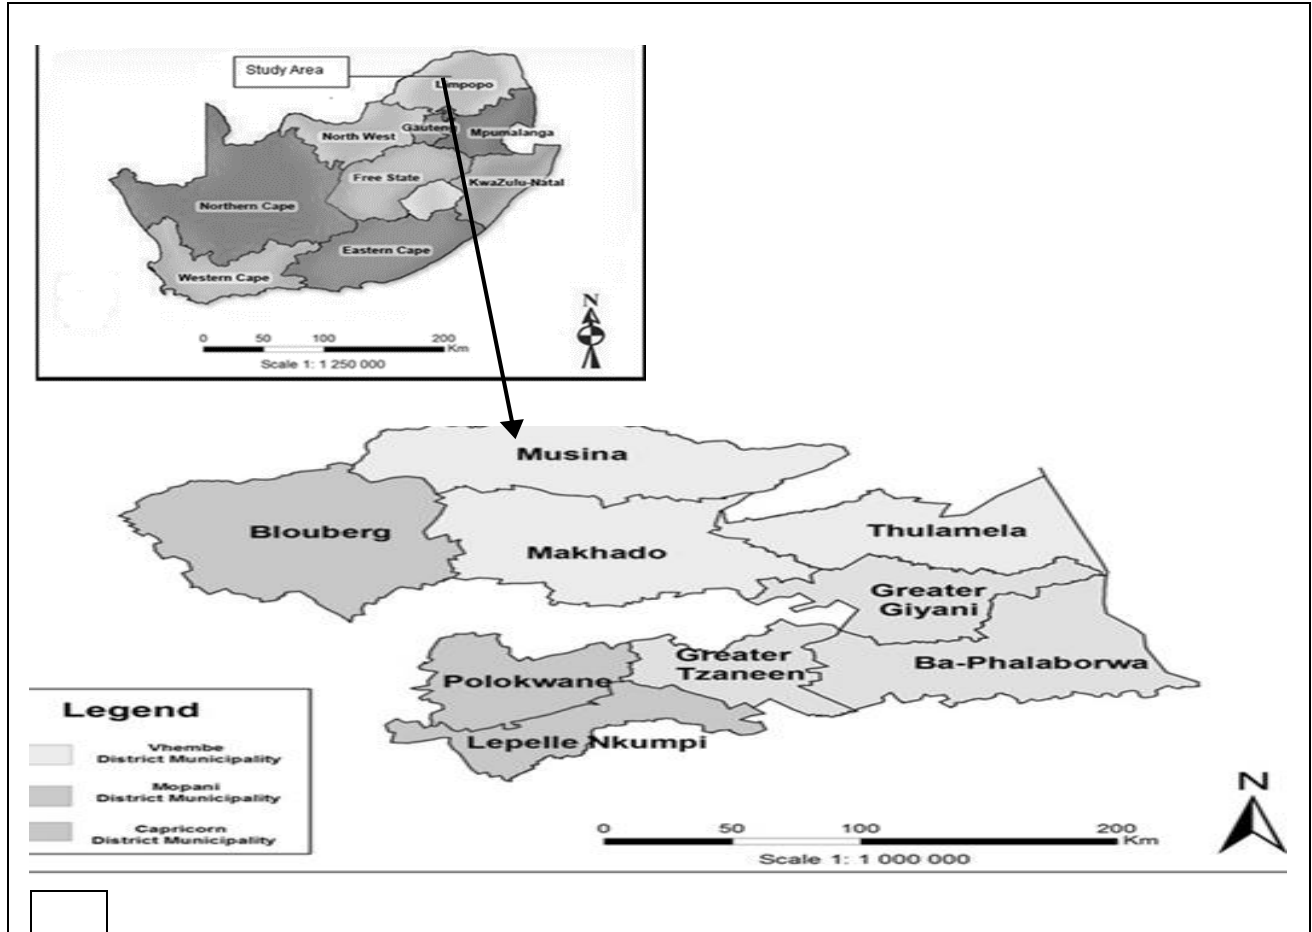 Study Area
Limpopo
North West
Gauteng
Mpumalanga
Free State
KwaZulu-Natal
Northern Cape
Eastern Cape
Western Cape
N
0 50 100 200
Km
Scale 1: 1 250 000
Musina
Blouberg
Makhado
Thulamela
Greater
Giyani
Greater
Tzaneen
Ba-Phalaborwa
Polokwane
Lepelle Nkumpi
Legend
Vhembe
District Municipality
Mopani
District Municipality
Capricorn
District Municipality
N
0 50 100 200
Km
Scale 1: 1 000 000